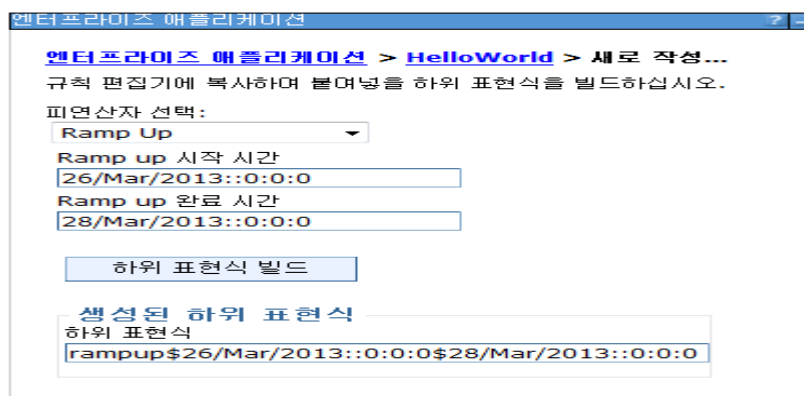 엔터프라이즈 애플리케이션
엔터프라이즈 애플리케이션 > HelloWorld > 새로 작성...
규칙 편집기에 복사하여 붙여넣을 하위 표현식을 빌드하십시오.
피연산자 선택:
Ramp Up
Ramp up 시작 시간
26/Mar/2013::0:0:0
Ramp up 완료 시간
28/Mar/2013::0:0:0
하위 표현식 빌드
생성된 하위 표현식
하위 표현식
rampup$26/Mar/2013::0:0:0$28/Mar/2013::0:0:0